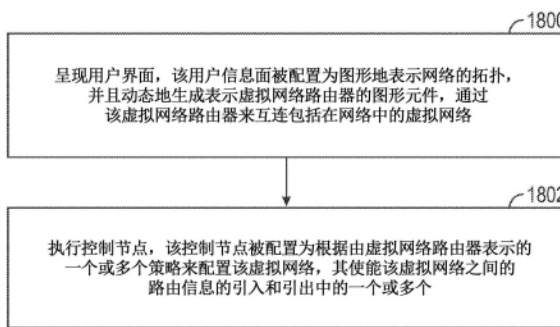 1800
呈现用户界面，该用户信息面被配置为图形地表示网络的拓扑，
并且动态地生成表示虚拟网络路由器的图形元件，通过
该虚拟网络路由器来互连包括在网络中的虚拟网络
1802
执行控制节点，该控制节点被配置为根据由虚拟网络路由器表示的
一个或多个策略来配置该虚拟网络，其使能该虚拟网络之间的
路由信息的引入和引出中的一个或多个